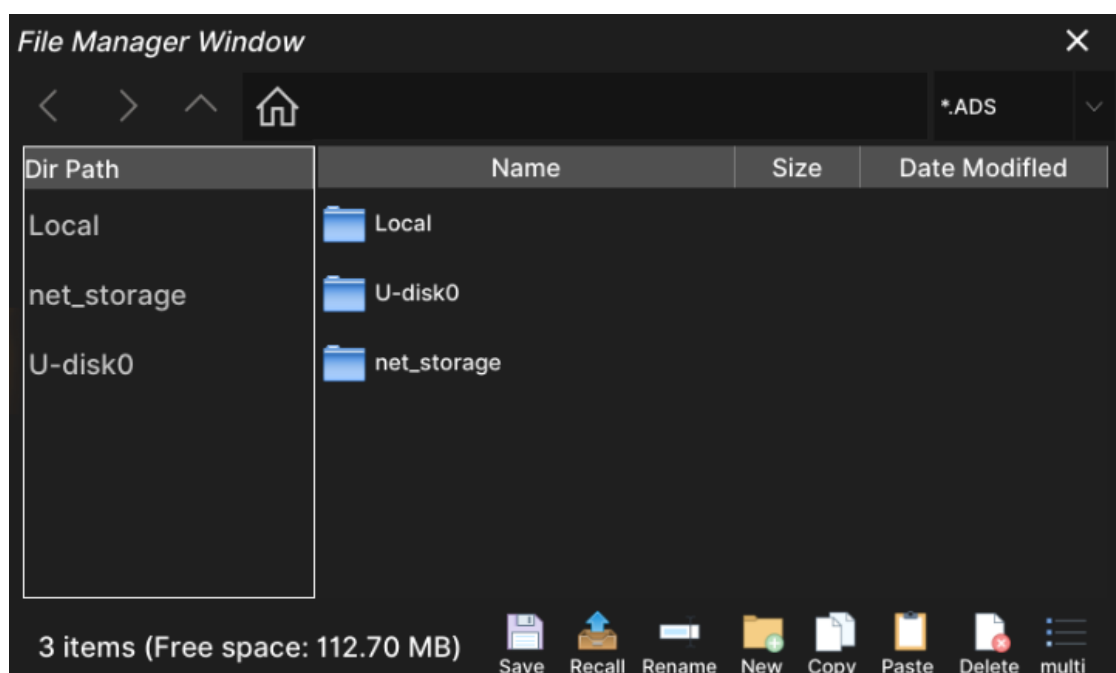 File Manager Window
*.ADS
Dir Path
Name Size Date Modifled
Local
net_storage
U-disk0
Local
U-disk0
net_storage
3 items (Free space: 112.70 MB)
Save Recall Rename New Copy Paste Delete multi